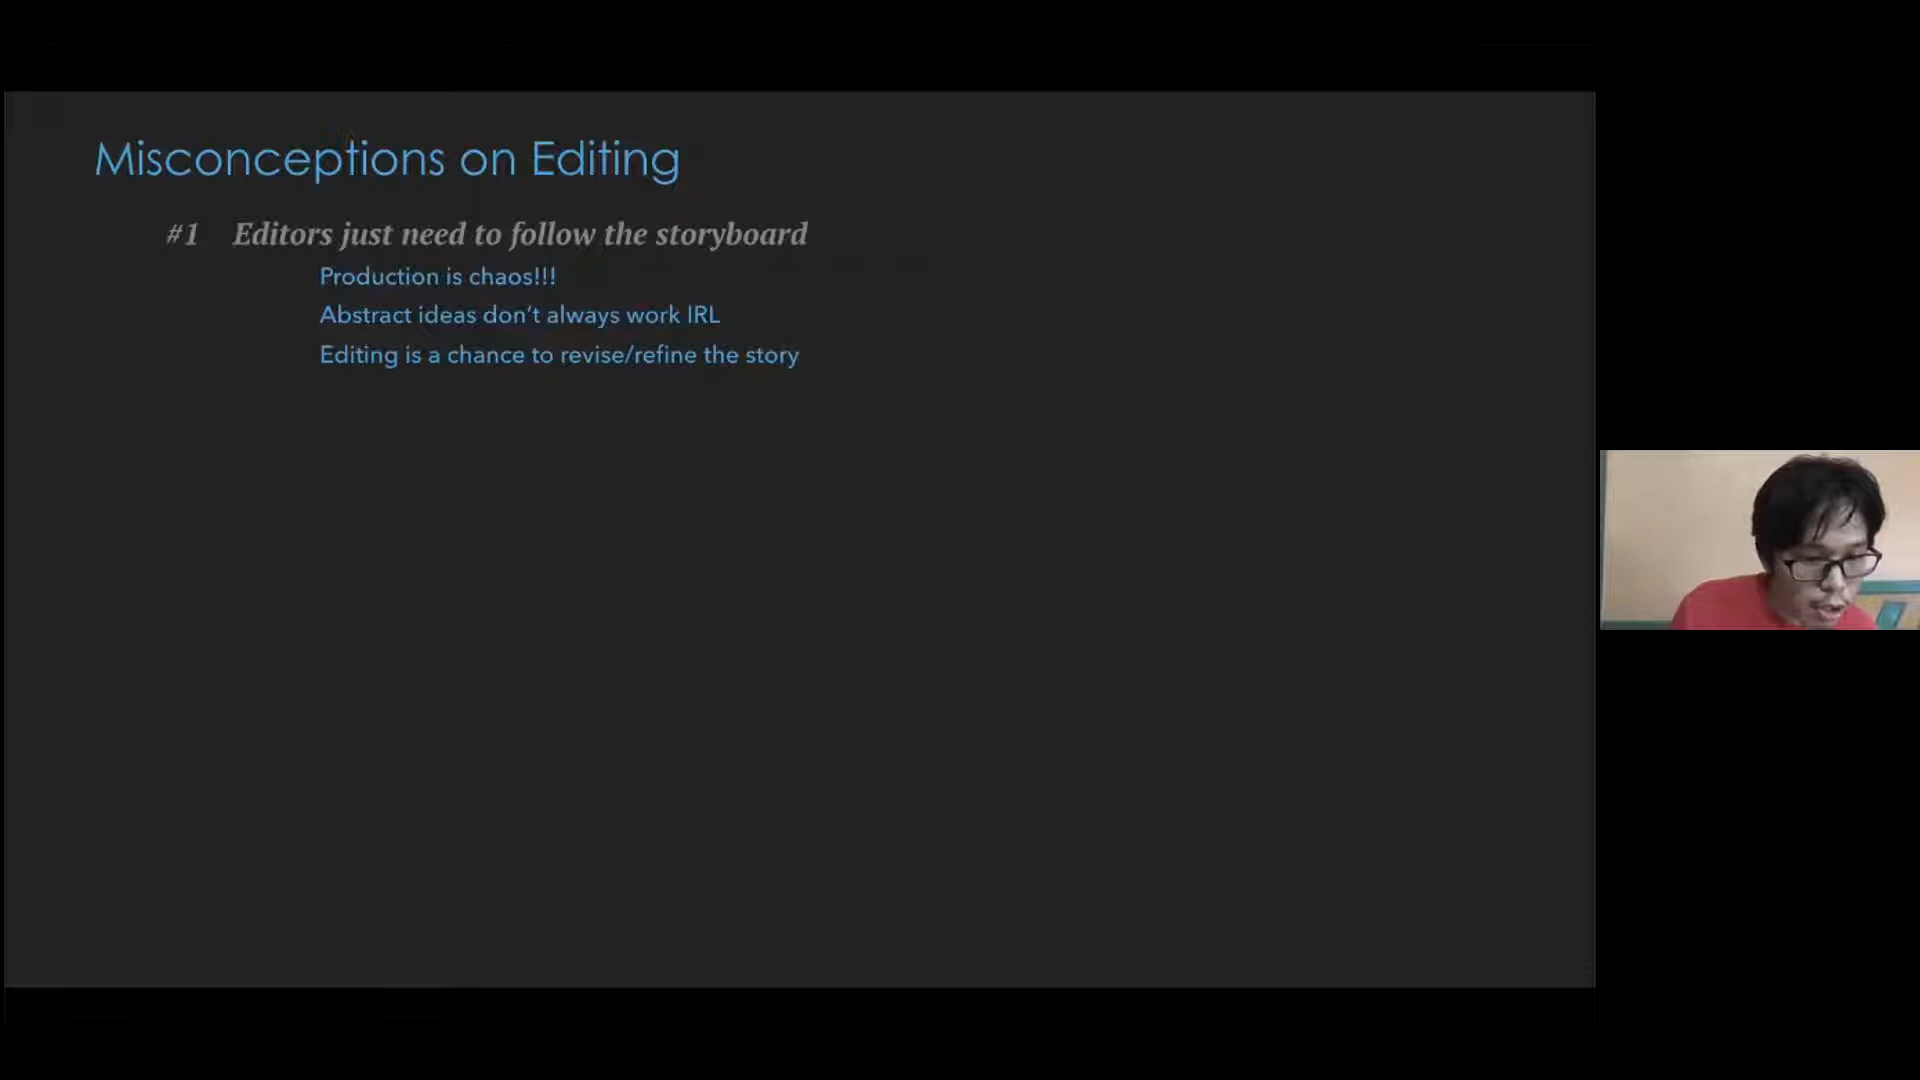 Misconceptions on Editing
#1 Editors just need to follow the storyboard
Production is chaos!!!
Abstract ideas don’t always work IRL
Editing is a chance to revise/refine the story